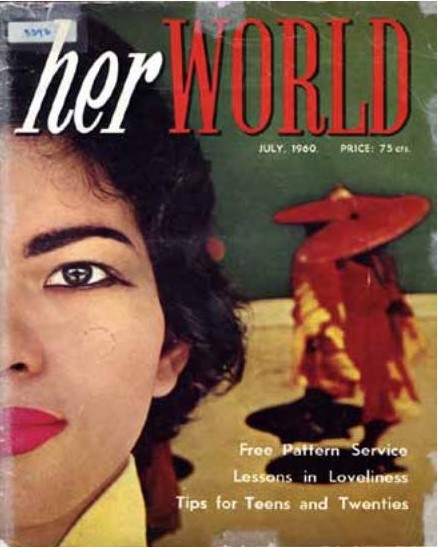 her WORLD
JULY, 1960. PRICE: 75 cts.
Free Pattern Service
Lessons in Loveliness
Tips for Teens and Twenties